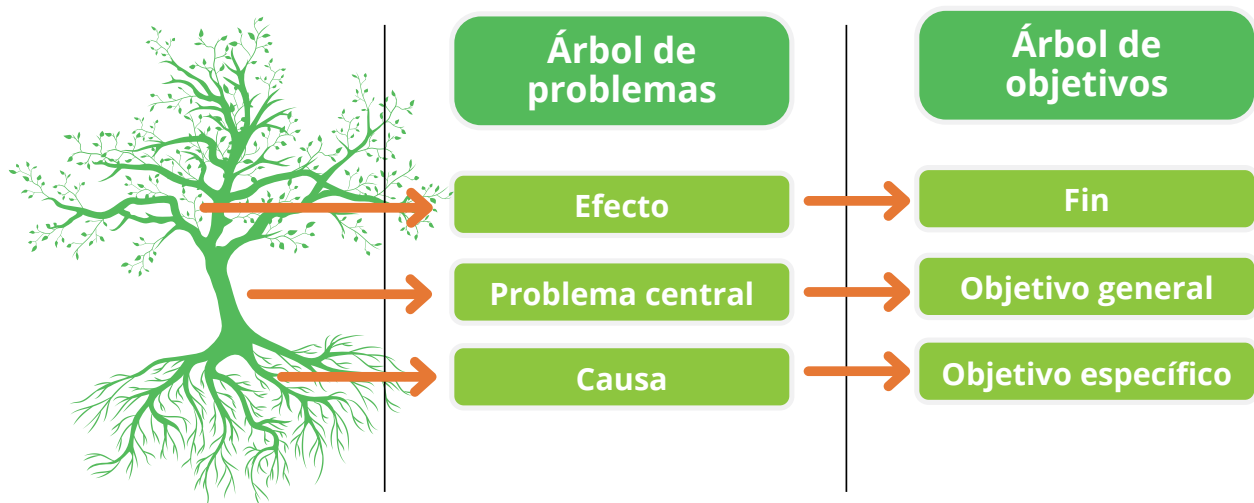 Árbol de
problemas
Árbol de
objetivos
Efecto
Fin
Problema central
Objetivo general
Causa
Objetivo específico